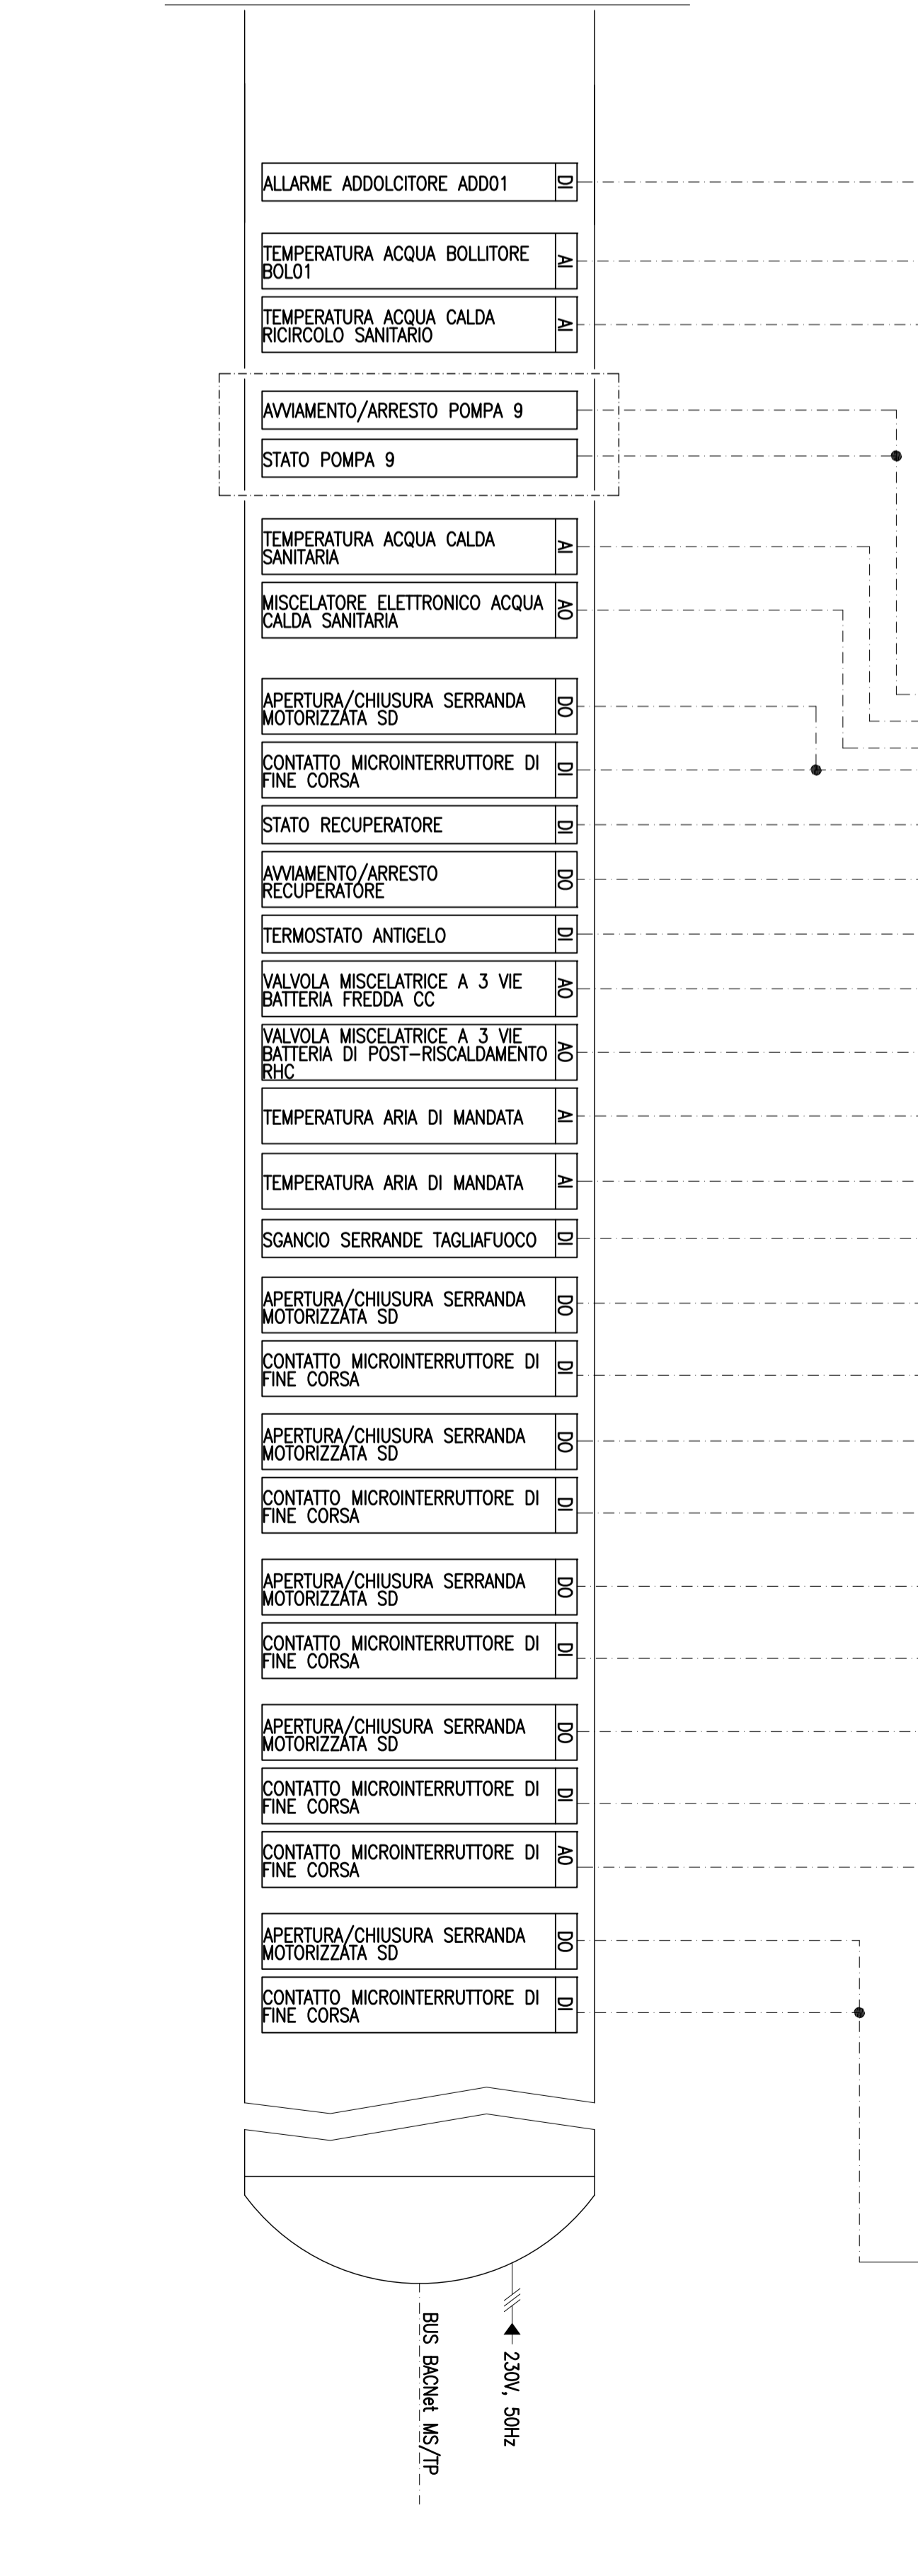 ALLARME ADDOLCITORE ADD01 DI
TEMPERATURA ACQUA BOLLITORE
BOL01 AI
TEMPERATURA ACQUA CALDA
RICIRCOLO SANITARIO AI
AVVIAMENTO/ARRESTO POMPA 9
STATO POMPA 9
TEMPERATURA ACQUA CALDA
SANITARIA AI
MISCELATORE ELETTRONICO ACQUA
CALDA SANITARIA AO
APERTURA/CHIUSURA SERRANDA
MOTORIZZATA SD DO
CONTATTO MICROINTERRUTTORE DI
FINE CORSA DI
STATO RECUPERATORE DI
AVVIAMENTO/ARRESTO
RECUPERATORE DO
TERMOSTATO ANTIGELO DI
VALVOLA MISCELATRICE A 3 VIE
BATTERIA FREDDA CC AO
VALVOLA MISCELATRICE A 3 VIE
BATTERIA DI POST-RISCALDAMENTO
RHC AO
TEMPERATURA ARIA DI MANDATA AI
TEMPERATURA ARIA DI MANDATA AI
SGANCIO SERRANDE TAGLIAFUOCO DI
APERTURA/CHIUSURA SERRANDA
MOTORIZZATA SD DO
CONTATTO MICROINTERRUTTORE DI
FINE CORSA DI
APERTURA/CHIUSURA SERRANDA
MOTORIZZATA SD DO
CONTATTO MICROINTERRUTTORE DI
FINE CORSA DI
APERTURA/CHIUSURA SERRANDA
MOTORIZZATA SD DO
CONTATTO MICROINTERRUTTORE DI
FINE CORSA DI
APERTURA/CHIUSURA SERRANDA
MOTORIZZATA SD DO
CONTATTO MICROINTERRUTTORE DI
FINE CORSA DI
CONTATTO MICROINTERRUTTORE DI
FINE CORSA AO
APERTURA/CHIUSURA SERRANDA
MOTORIZZATA SD DO
CONTATTO MICROINTERRUTTORE DI
FINE CORSA DI
BUS BACNet MS/TP
230V, 50Hz